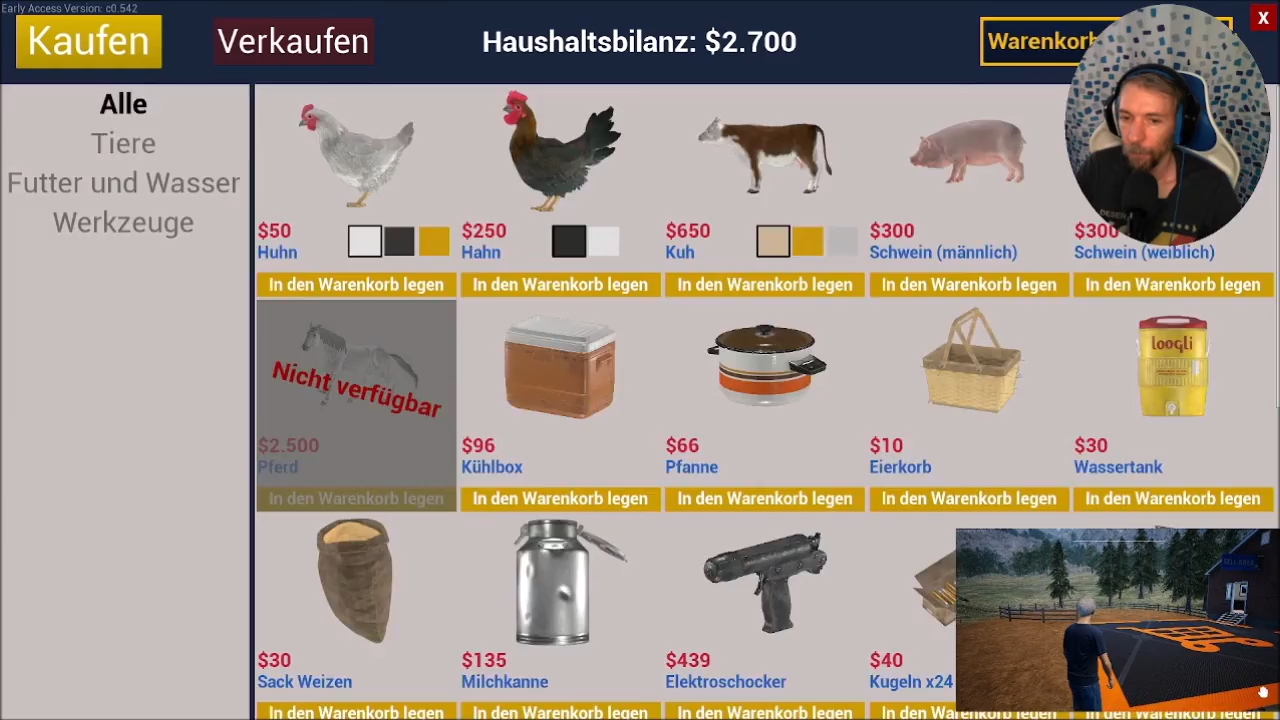 Early Access Version: c0.542
Kaufen
Verkaufen
Haushaltsbilanz: $2.700
Warenkorb
X
Alle
Tiere
Futter und Wasser
Werkzeuge
$50
Huhn
In den Warenkorb legen
$250
Hahn
In den Warenkorb legen
$650
Kuh
In den Warenkorb legen
$300
Schwein (männlich)
In den Warenkorb legen
$300
Schwein (weiblich)
In den Warenkorb legen
Nicht verfügbar
$2.500
Pferd
In den Warenkorb legen
$96
Kühlbox
In den Warenkorb legen
$66
Pfanne
In den Warenkorb legen
$10
Eierkorb
In den Warenkorb legen
loogli
$30
Wassertank
In den Warenkorb legen
$30
Sack Weizen
In den Warenkorb legen
$135
Milchkanne
In den Warenkorb legen
$439
Elektroschocker
In den Warenkorb legen
$40
Kugeln x24
In den Warenkorb legen